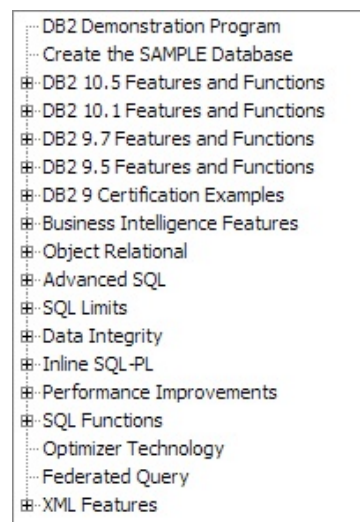 DB2 Demonstration Program
Create the SAMPLE Database
DB2 10.5 Features and Functions
DB2 10.1 Features and Functions
DB2 9.7 Features and Functions
DB2 9.5 Features and Functions
DB2 9 Certification Examples
Business Intelligence Features
Object Relational
Advanced SQL
SQL Limits
Data Integrity
Inline SQL-PL
Performance Improvements
SQL Functions
Optimizer Technology
Federated Query
XML Features